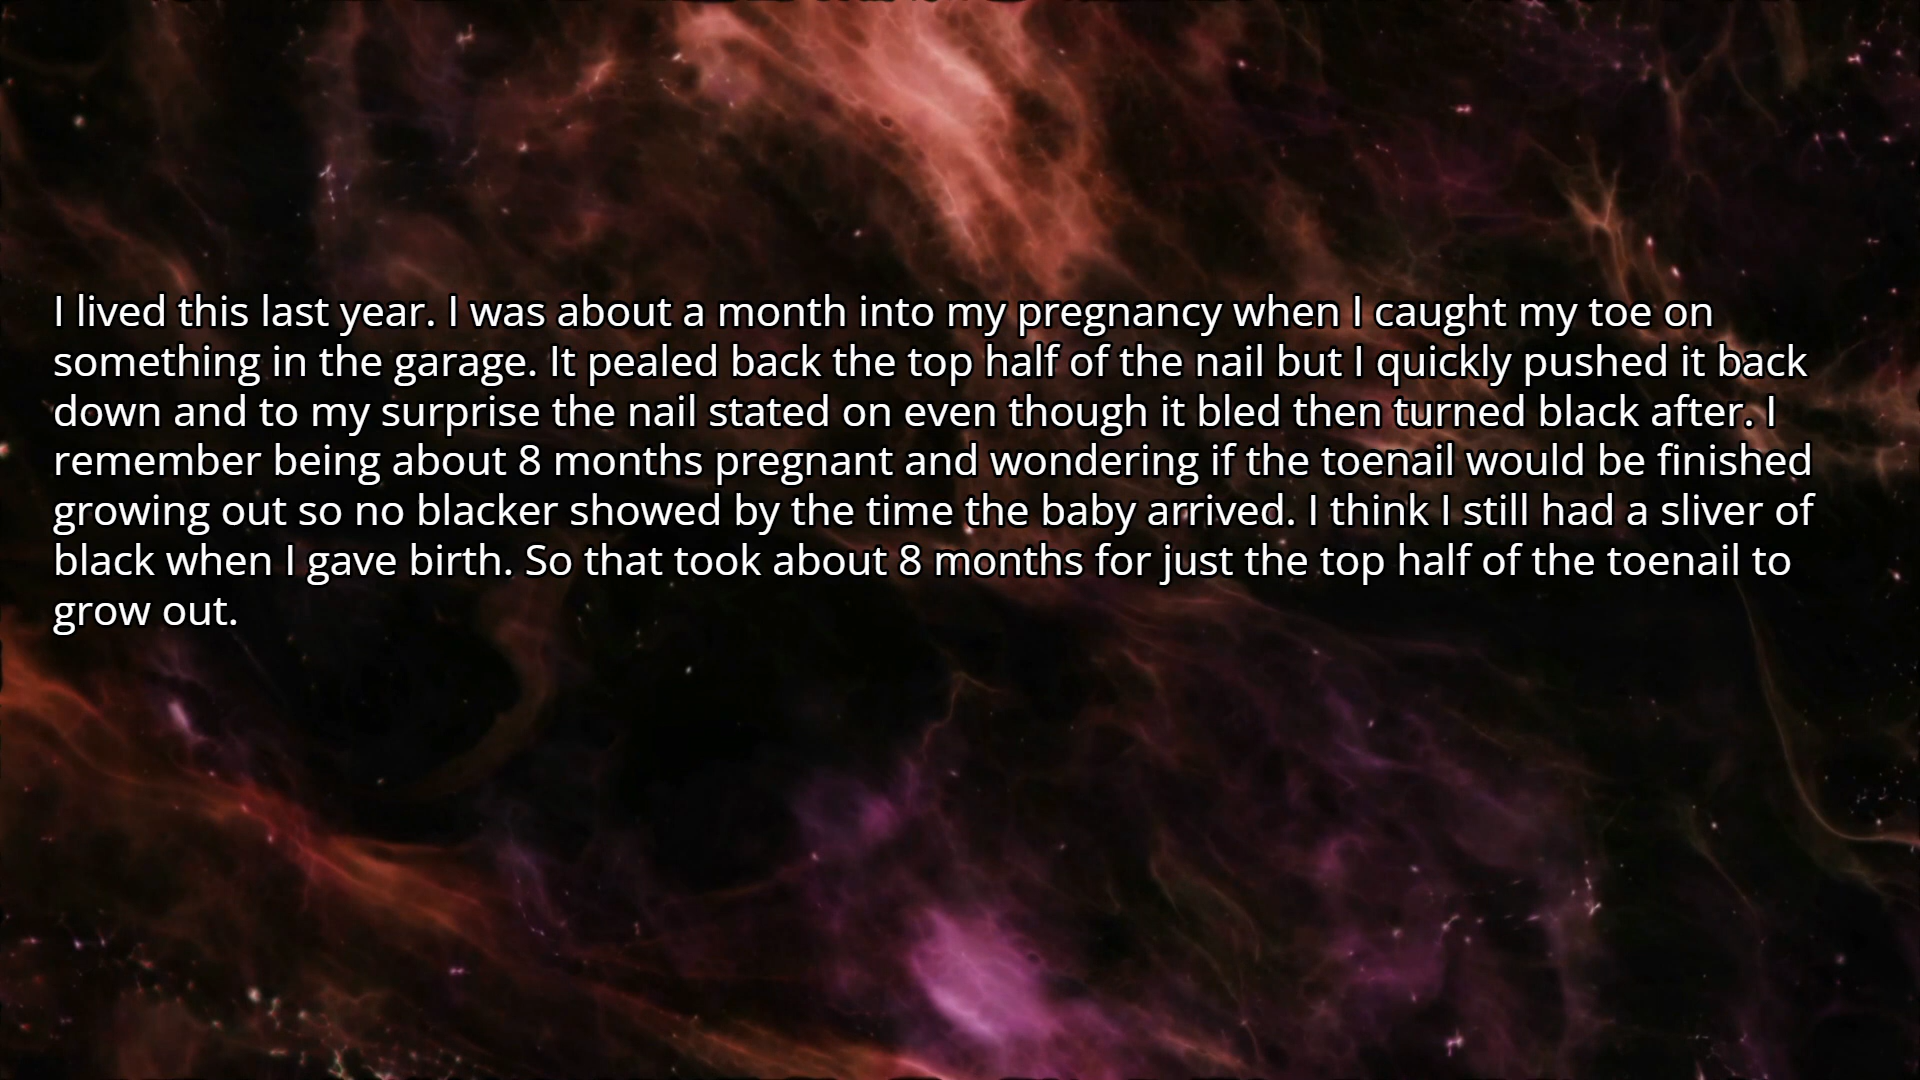 I lived this last year. I was about a month into my pregnancy when I caught my toe on
something in the garage. It pealed back the top half of the nail but I quickly pushed it back
down and to my surprise the nail stated on even though it bled then turned black after. I
remember being about 8 months pregnant and wondering if the toenail would be finished
growing out so no blacker showed by the time the baby arrived. I think I still had a sliver of
black when I gave birth. So that took about 8 months for just the top half of the toenail to
grow out.